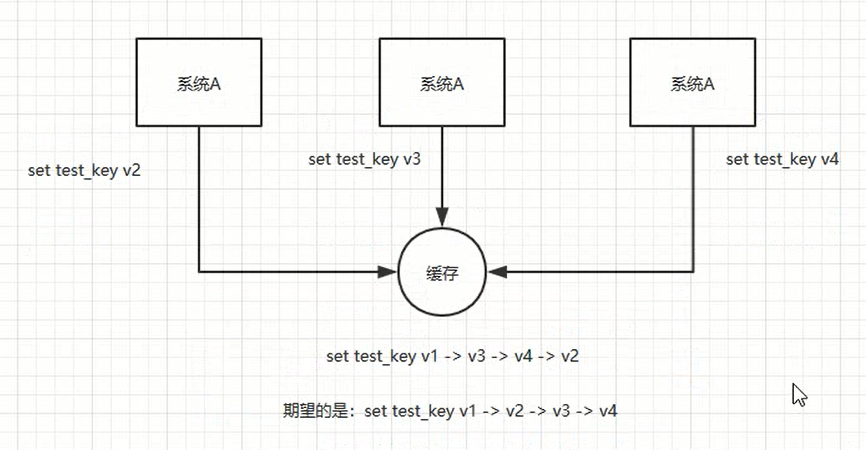 系统A
系统A
系统A
set test_key v2
set test_key v3
set test_key v4
缓存
set test_key v1 -> v3 -> v4 -> v2
期望的是：set test_key v1 -> v2 -> v3 -> v4